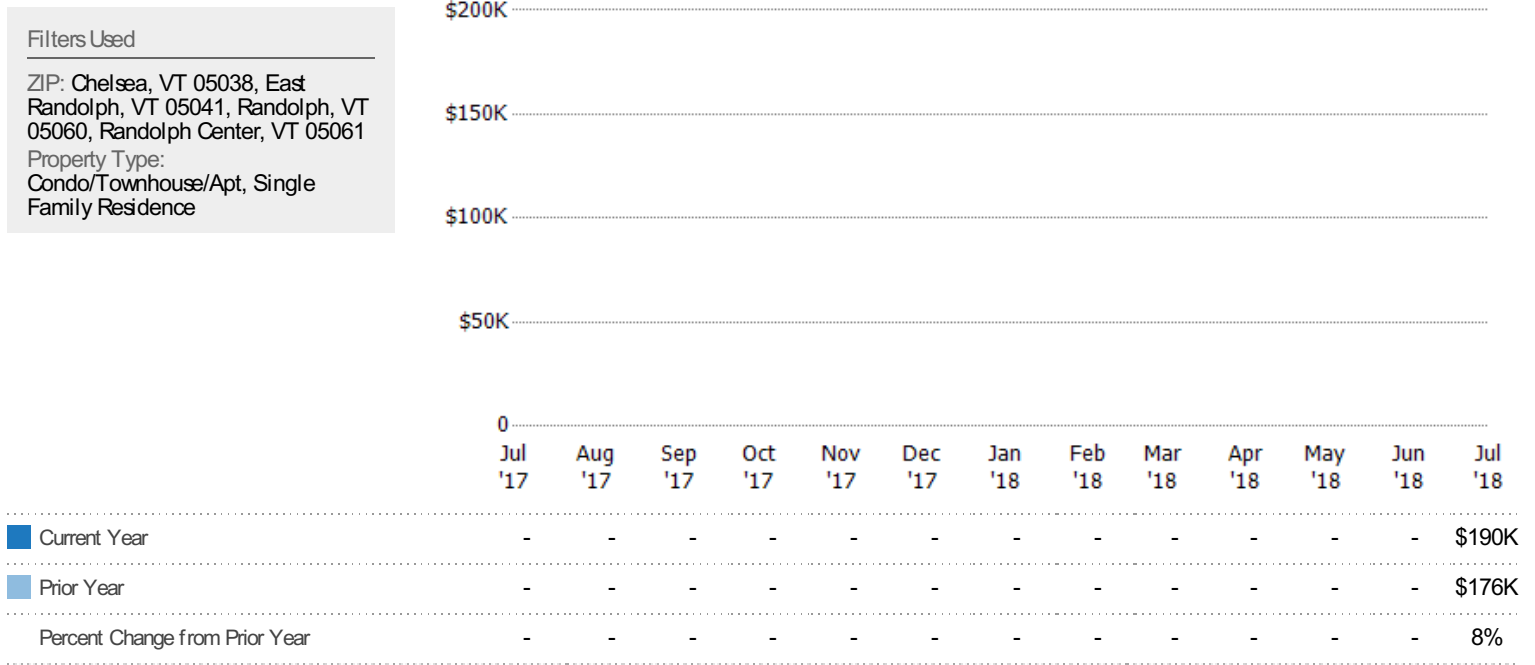 Filters Used
ZIP: Chelsea, VT 05038, East
Randolph, VT 05041, Randolph, VT
05060, Randolph Center, VT 05061
Property Type:
Condo/Townhouse/Apt, Single
Family Residence
$200K
$150K
$100K
$50K
0
Jul Aug Sep Oct Nov Dec Jan Feb Mar Apr May Jun Jul
'17 '17 '17 '17 '17 '17 '18 '18 '18 '18 '18 '18 '18
Current Year - - - - - - - - - - - - $190K
Prior Year - - - - - - - - - - - - $176K
Percent Change from Prior Year - - - - - - - - - - - - 8%